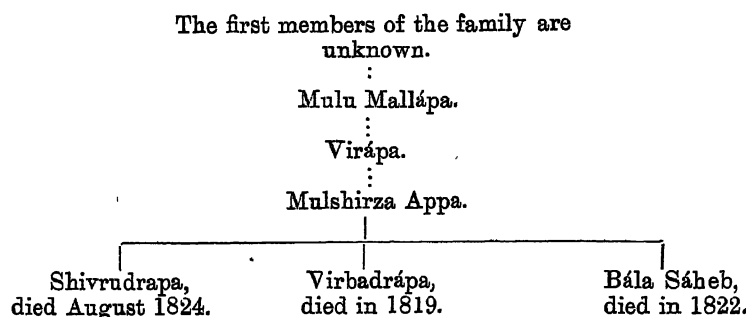 The first members of the family are
unknown.
Mulu Mallápa.
Virápa.
Mulshirza Appa.
Shivrudrapa,
died August 1824.
Virbadrápa,
died in 1819.
Bála Sáheb,
died in 1822.